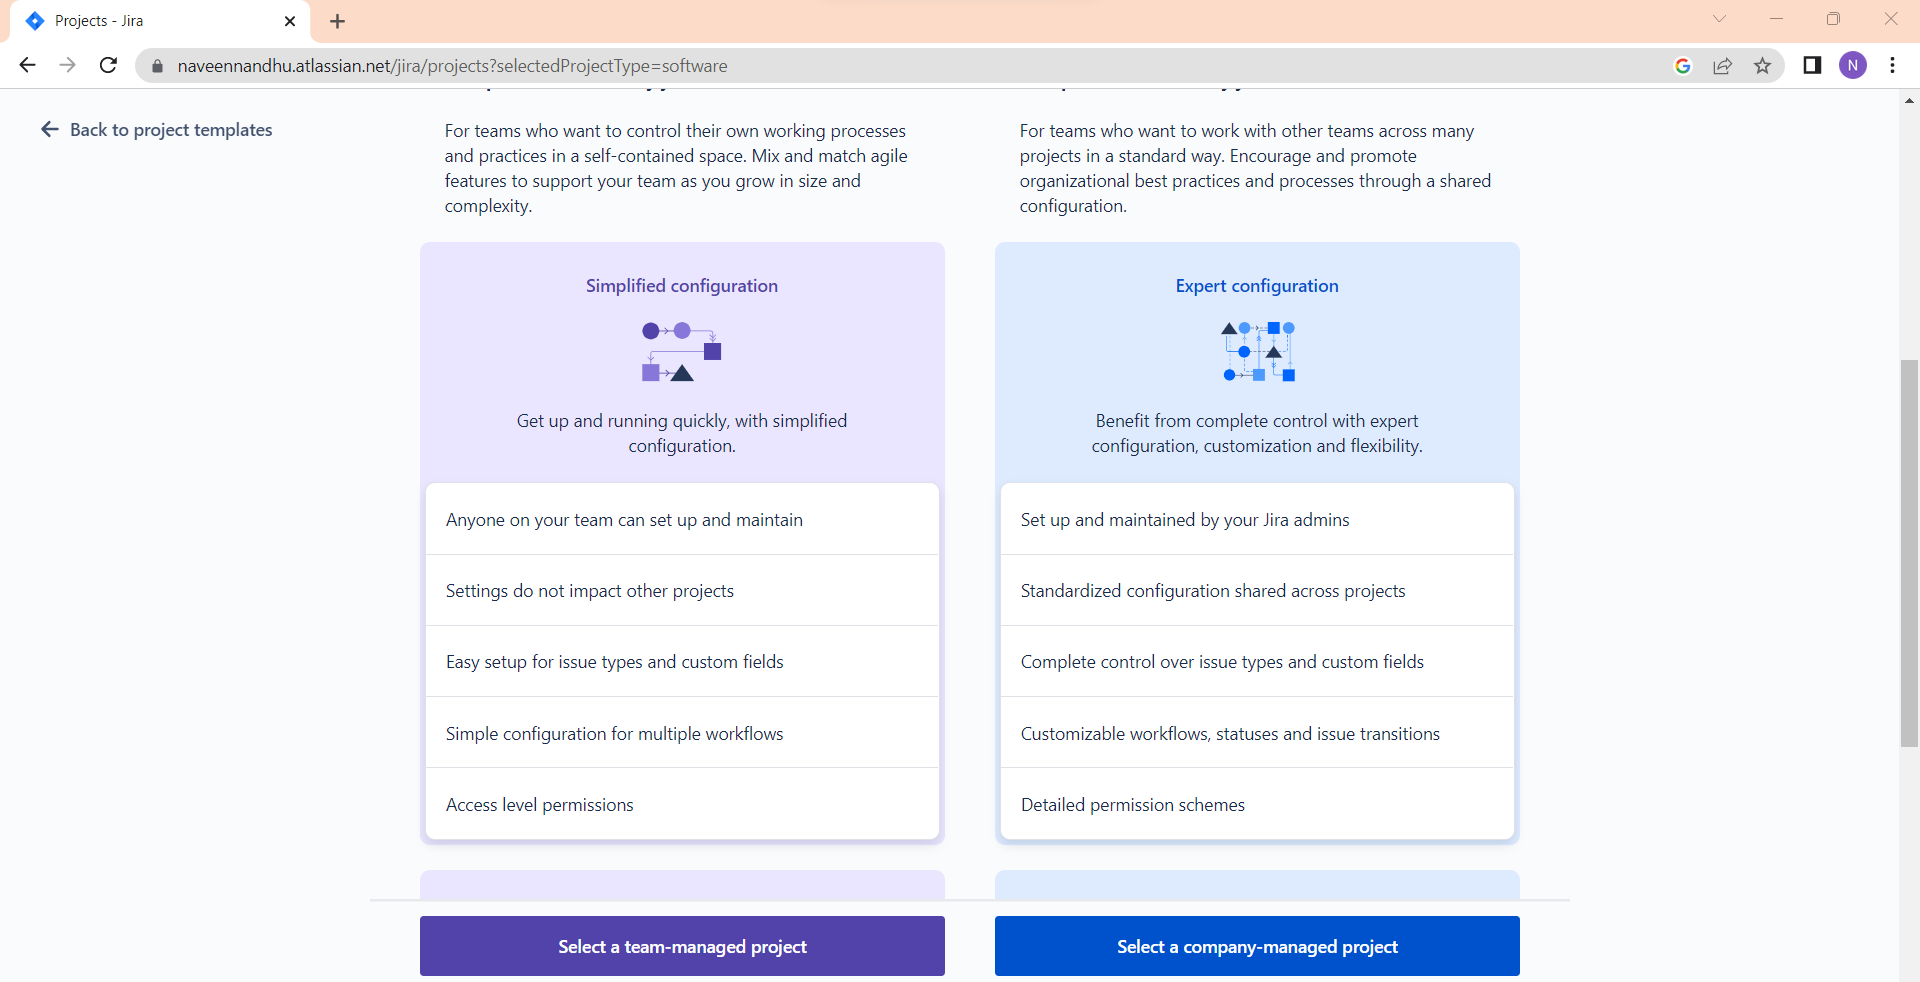 Projects - Jira
naveennandhu.atlassian.net/jira/projects?selectedProjectType=software
N
Back to project templates
For teams who want to control their own working processes
and practices in a self-contained space. Mix and match agile
features to support your team as you grow in size and
complexity.
For teams who want to work with other teams across many
projects in a standard way. Encourage and promote
organizational best practices and processes through a shared
configuration.
Simplified configuration
Get up and running quickly, with simplified
configuration.
Anyone on your team can set up and maintain
Settings do not impact other projects
Easy setup for issue types and custom fields
Simple configuration for multiple workflows
Access level permissions
Expert configuration
Benefit from complete control with expert
configuration, customization and flexibility.
Set up and maintained by your Jira admins
Standardized configuration shared across projects
Complete control over issue types and custom fields
Customizable workflows, statuses and issue transitions
Detailed permission schemes
Select a team-managed project
Select a company-managed project